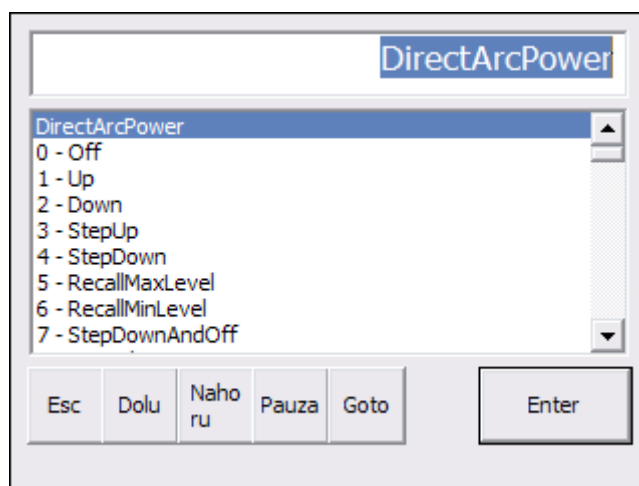 DirectArcPower
DirectArcPower
0 - Off
1 - Up
2 - Down
3 - StepUp
4 - StepDown
5 - RecallMaxLevel
6 - RecallMinLevel
7 - StepDownAndOff
Esc
Dolu
Naho
ru
Pauza
Goto
Enter